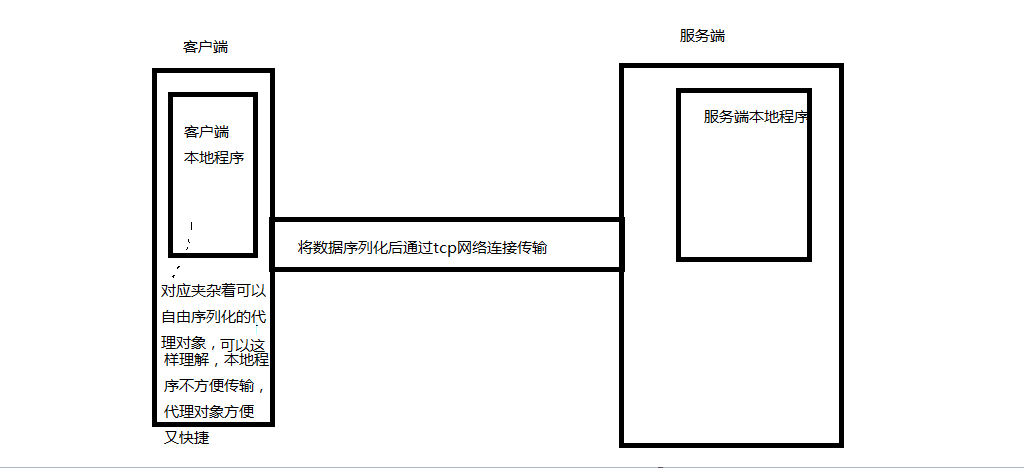 客户端
服务端
客户端
本地程序
服务端本地程序
将数据序列化后通过tcp网络连接传输
对应夹杂着可以
自由序列化的代
理对象，可以这
样理解，本地程
序不方便传输，
代理对象方便
又快捷